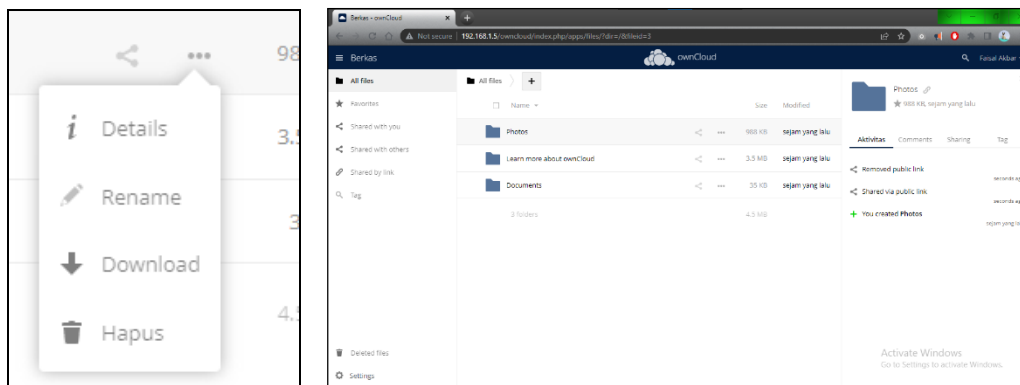 98
Details
3.5
Rename
3
Download
4.5
Hapus
Berkas - ownCloud
Not secure 192.168.1.5/owncloud/index.php/apps/files/?dir=/&fileid=3
Berkas
ownCloud
Faisal Akbar
All files
Favorites
Shared with you
Shared with others
Shared by link
Tag
Deleted files
Settings
All files +
Name Size Modified
Photos 988 KB sejam yang lalu
Learn more about ownCloud 3.5 MB sejam yang lalu
Documents 35 KB sejam yang lalu
3 folders 4.5 MB
Photos
988 KB, sejam yang lalu
Aktivitas Comments Sharing Tag
Removed public link
seconds ag
Shared via public link
seconds ag
You created Photos
sejam yang la
Activate Windows
Go to Settings to activate Windows.